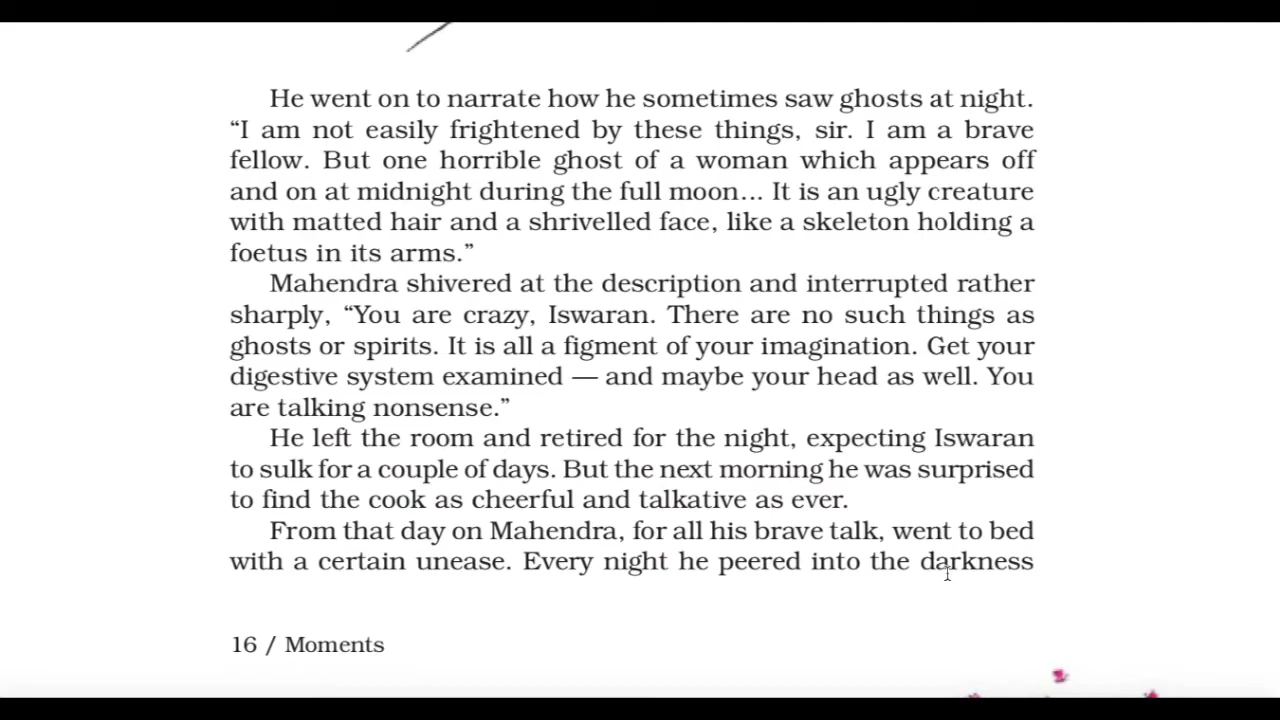 He went on to narrate how he sometimes saw ghosts at night.
“I am not easily frightened by these things, sir. I am a brave
fellow. But one horrible ghost of a woman which appears off
and on at midnight during the full moon... It is an ugly creature
with matted hair and a shrivelled face, like a skeleton holding a
foetus in its arms.”
Mahendra shivered at the description and interrupted rather
sharply, “You are crazy, Iswaran. There are no such things as
ghosts or spirits. It is all a figment of your imagination. Get your
digestive system examined — and maybe your head as well. You
are talking nonsense.”
He left the room and retired for the night, expecting Iswaran
to sulk for a couple of days. But the next morning he was surprised
to find the cook as cheerful and talkative as ever.
From that day on Mahendra, for all his brave talk, went to bed
with a certain unease. Every night he peered into the darkness
16 / Moments